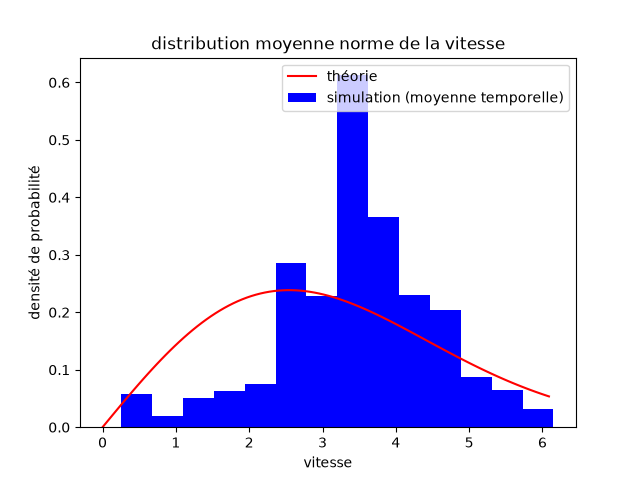 distribution moyenne norme de la vitesse
théorie
simulation (moyenne temporelle)
densité de probabilité
0.6
0.5
0.4
0.3
0.2
0.1
0.0
0 1 2 3 4 5 6
vitesse